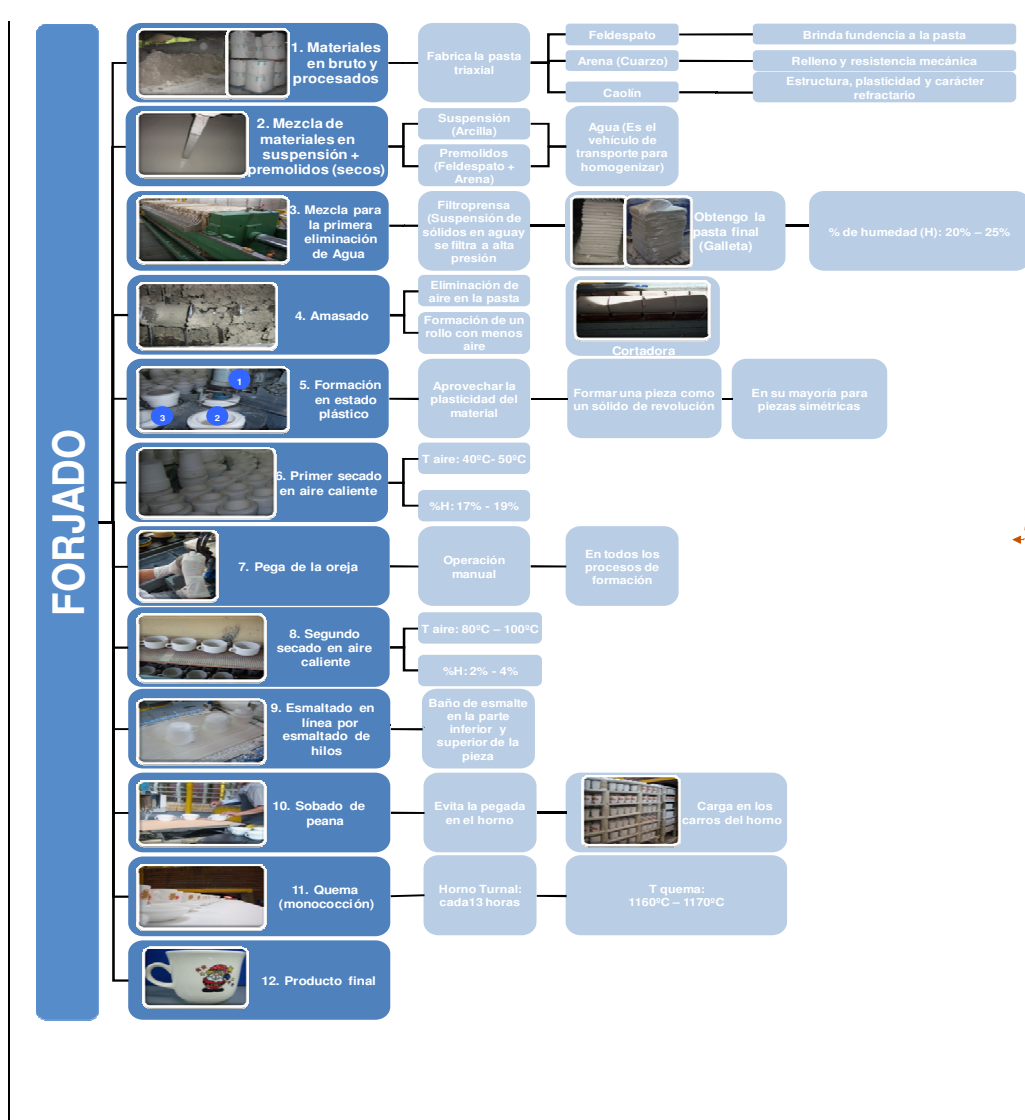 FORJADO
1. Materiales
en bruto y
procesados
Fabrica la pasta
triaxial
Feldespato
Brinda fundencia a la pasta
Arena (Cuarzo)
Relleno y resistencia mecánica
Caolín
Estructura, plasticidad y carácter
refractario
2. Mezcla de
materiales en
suspensión +
premolidos (secos)
Suspensión
(Arcilla)
Premolidos
(Feldespato +
Arena)
Agua (Es el
vehículo de
transporte para
homogenizar)
3. Mezcla para
la primera
eliminación
de Agua
Filtroprensa
(Suspensión de
sólidos en aguay
se filtra a alta
presión
Obtengo la
pasta final
(Galleta)
% de humedad (H): 20% – 25%
4. Amasado
Eliminación de
aire en la pasta
Formación de un
rollo con menos
aire
Cortadora
5. Formación
en estado
plástico
1
2
3
Aprovechar la
plasticidad del
material
Formar una pieza como
un sólido de revolución
En su mayoría para
piezas simétricas
6. Primer secado
en aire caliente
T aire: 40ºC- 50ºC
%H: 17% - 19%
7. Pega de la oreja
Operación
manual
En todos los
procesos de
formación
8. Segundo
secado en aire
caliente
T aire: 80ºC – 100ºC
%H: 2% - 4%
9. Esmaltado en
línea por
esmaltado de
hilos
Baño de esmalte
en la parte
inferior y
superior de la
pieza
10. Sobado de
peana
Evita la pegada
en el horno
Carga en los
carros del horno
11. Quema
(monococción)
Horno Turnal:
cada13 horas
T quema:
1160ºC – 1170ºC
12. Producto final